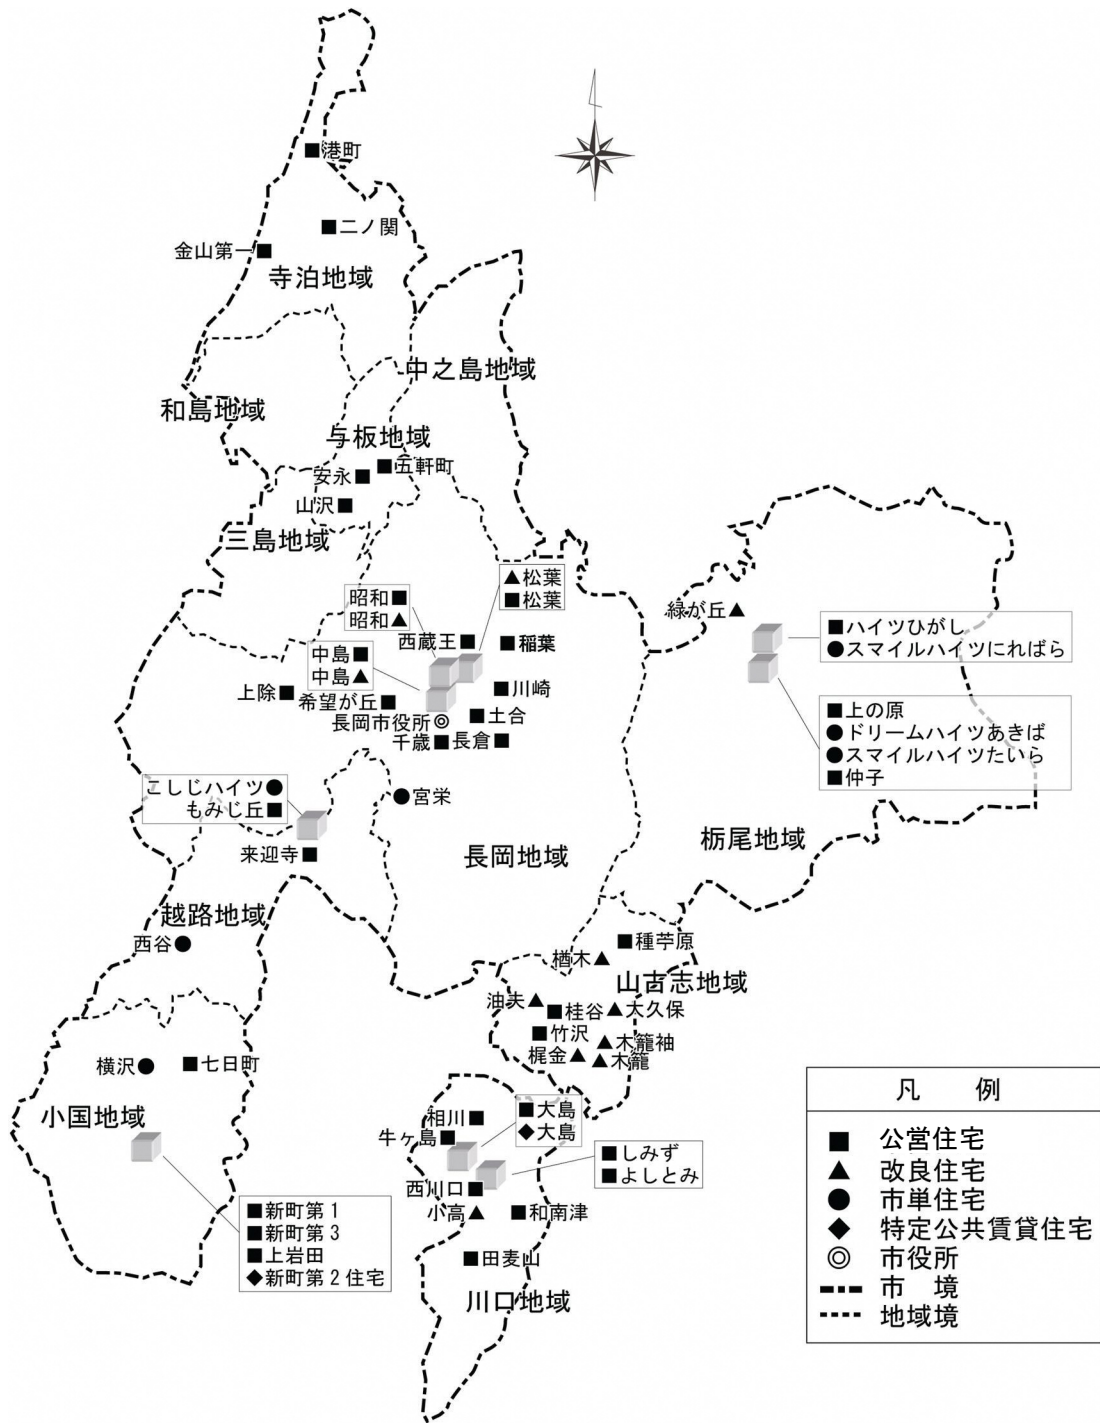 ■港町
■二ノ関
金山第一■
寺泊地域
中之島地域
和島地域
与板地域
■五軒町
安永■
山沢■
三島地域
▲松葉
■松葉
昭和■
昭和▲
西蔵王■
■稲葉
中島■
中島▲
上除■
希望が丘■
■川崎
長岡市役所◎
■土合
千歳■
長倉■
緑が丘▲
■ハイツひがし
●スマイルハイツにればら
■上の原
●ドリームハイツあきば
●スマイルハイツたいら
■仲子
こしじハイツ●
もみじ丘■
●宮栄
来迎寺■
長岡地域
栃尾地域
越路地域
西谷●
■種苧原
楢木▲
山古志地域
油夫▲
■桂谷
▲大久保
■竹沢
▲木籠袖
梶金▲
▲木籠
横沢●
■七日町
小国地域
■新町第1
■新町第3
■上岩田
◆新町第2住宅
相川■
牛ヶ島■
■大島
◆大島
■しみず
■よしとみ
西川口■
小高▲
■和南津
■田麦山
川口地域
凡　例
■ 公営住宅
▲ 改良住宅
● 市単住宅
◆ 特定公共賃貸住宅
◎ 市役所
市　境
地域境